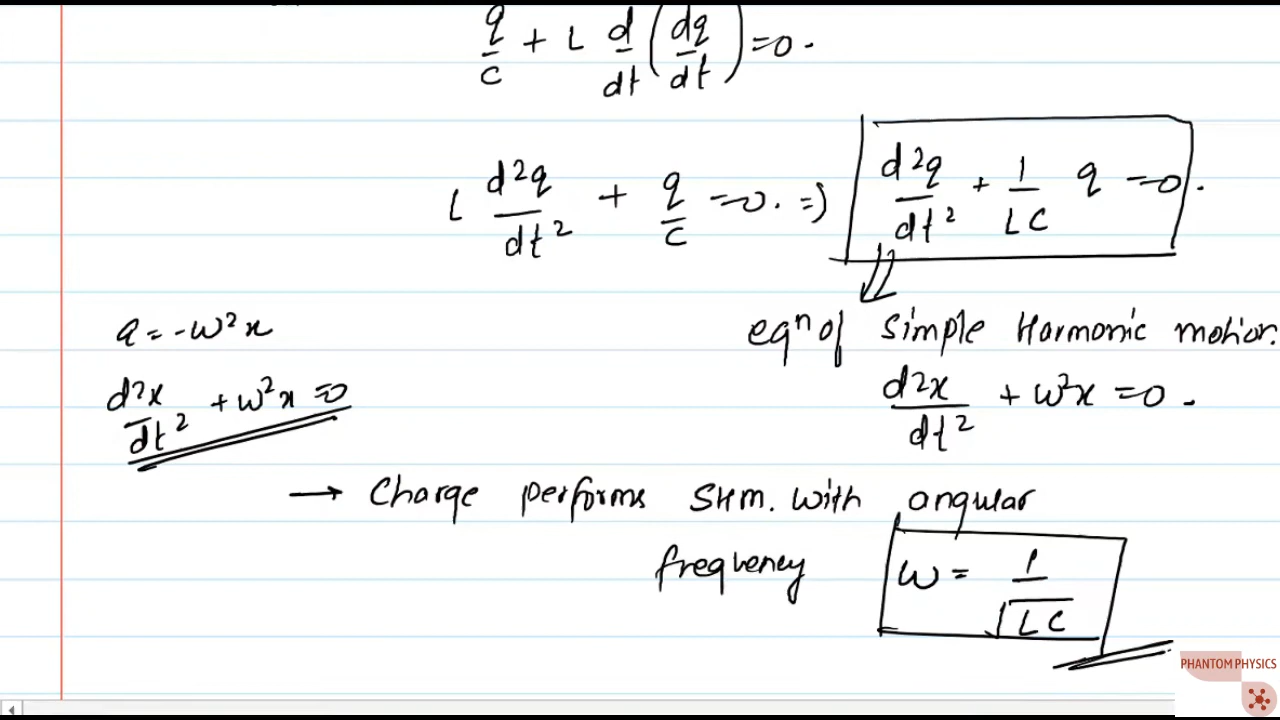 q/c + L d/dt (dq/dt) = 0.
L d²q/dt² + q/c = 0. ⇒ d²q/dt² + 1/LC q = 0.
a = -ω²x
eqⁿ of Simple Harmonic motion.
d²x/dt² + ω²x = 0
d²x/dt² + ω²x = 0.
→ Charge performs SHM. with angular
frequency ω = 1/√LC
PHANTOM PHYSICS